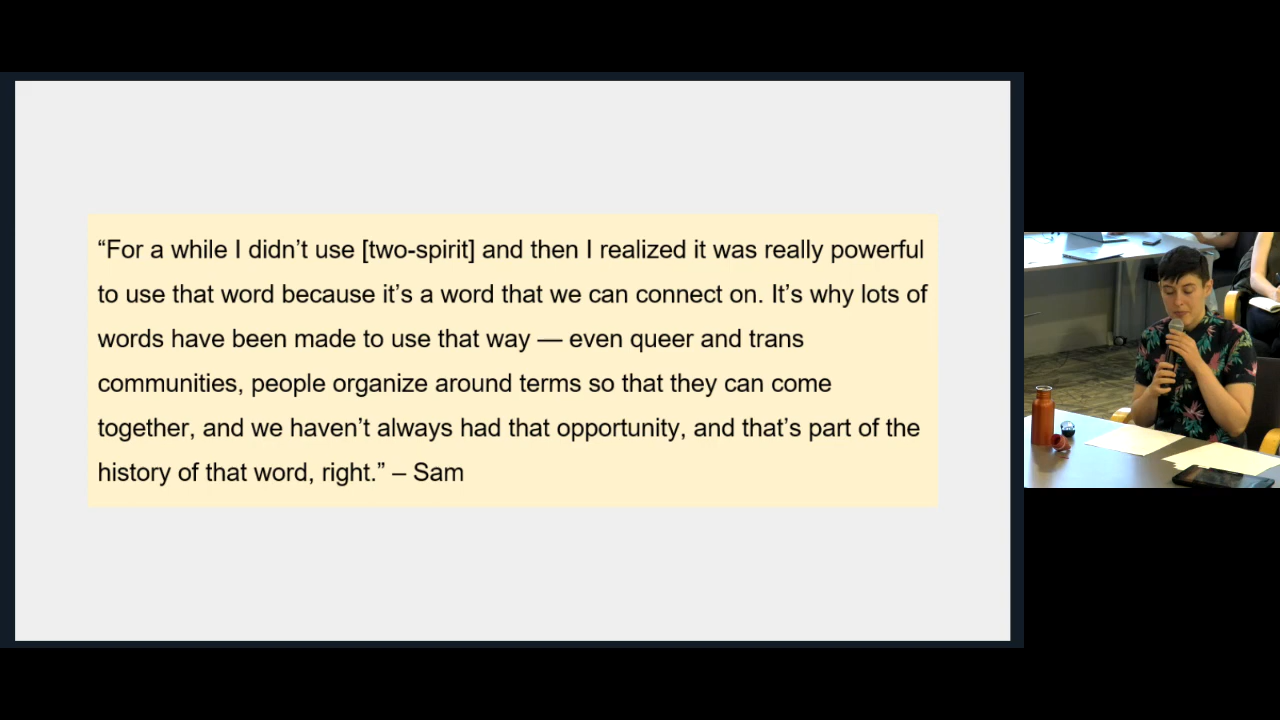 “For a while I didn’t use [two-spirit] and then I realized it was really powerful
to use that word because it’s a word that we can connect on. It’s why lots of
words have been made to use that way — even queer and trans
communities, people organize around terms so that they can come
together, and we haven’t always had that opportunity, and that’s part of the
history of that word, right.” – Sam